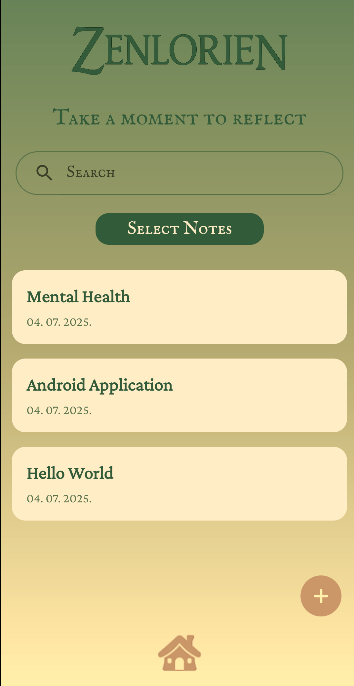 Zenlorien
Take a moment to reflect
Search
Select Notes
Mental Health
04. 07. 2025.
Android Application
04. 07. 2025.
Hello World
04. 07. 2025.
+